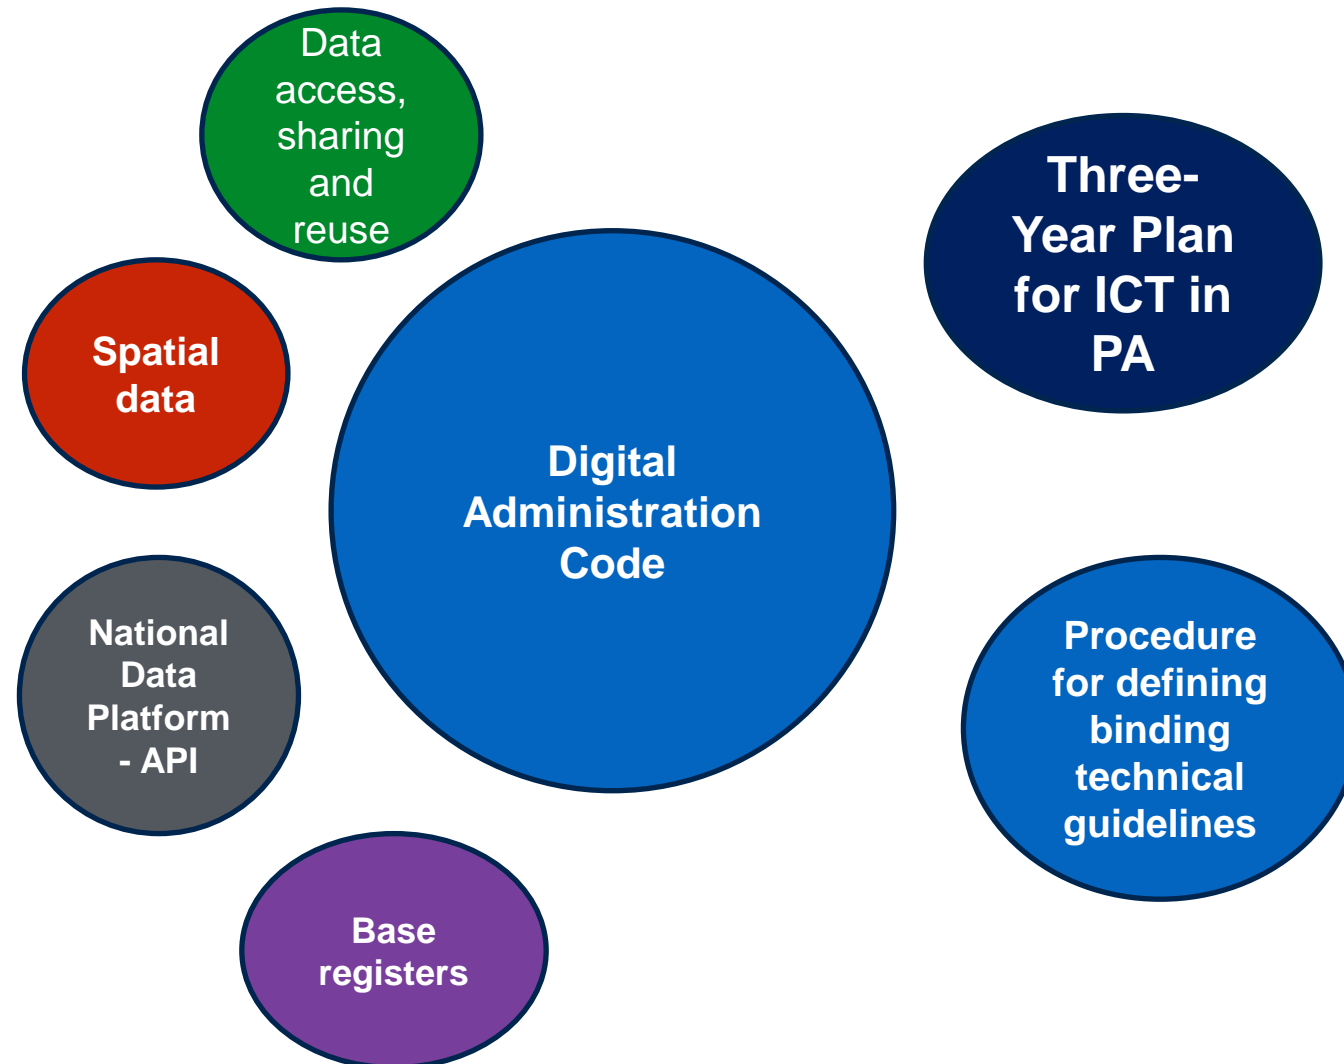 Data
access,
sharing
and
reuse
Three-
Year Plan
for ICT in
PA
Spatial
data
Digital
Administration
Code
National
Data
Platform
- API
Procedure
for defining
binding
technical
guidelines
Base
registers